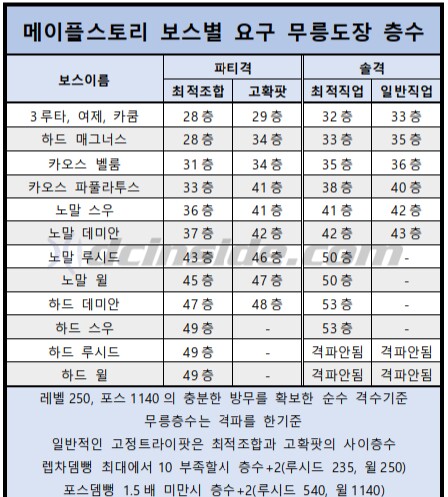 메이플스토리 보스별 요구 무릉도장 층수
보스이름 파티격 솔격
최적조합 고확팟 최적직업 일반직업
3루타, 여제, 카쿰 28층 29층 32층 33층
하드 매그너스 28층 34층 33층 35층
카오스 벨룸 31층 34층 35층 36층
카오스 파풀라투스 33층 41층 38층 40층
노말 스우 36층 41층 41층 42층
노말 데미안 37층 42층 42층 43층
노말 루시드 43층 46층 50층 -
노말 윌 45층 47층 50층 -
하드 데미안 47층 48층 53층 -
하드 스우 49층 - 53층 -
하드 루시드 49층 - 격파안됨 격파안됨
하드 윌 49층 - 격파안됨 격파안됨
레벨 250, 포스 1140의 충분한 방무를 확보한 순수 격수기준
무릉층수는 격파를 한기준
일반적인 고정트라이팟은 최적조합과 고확팟의 사이층수
렙차뎀뻥 최대에서 10 부족할시 층수+2(루시드 235, 윌250)
포스뎀뻥 1.5배 미만시 층수+2(루시드 540, 윌1140)
dcinside.com